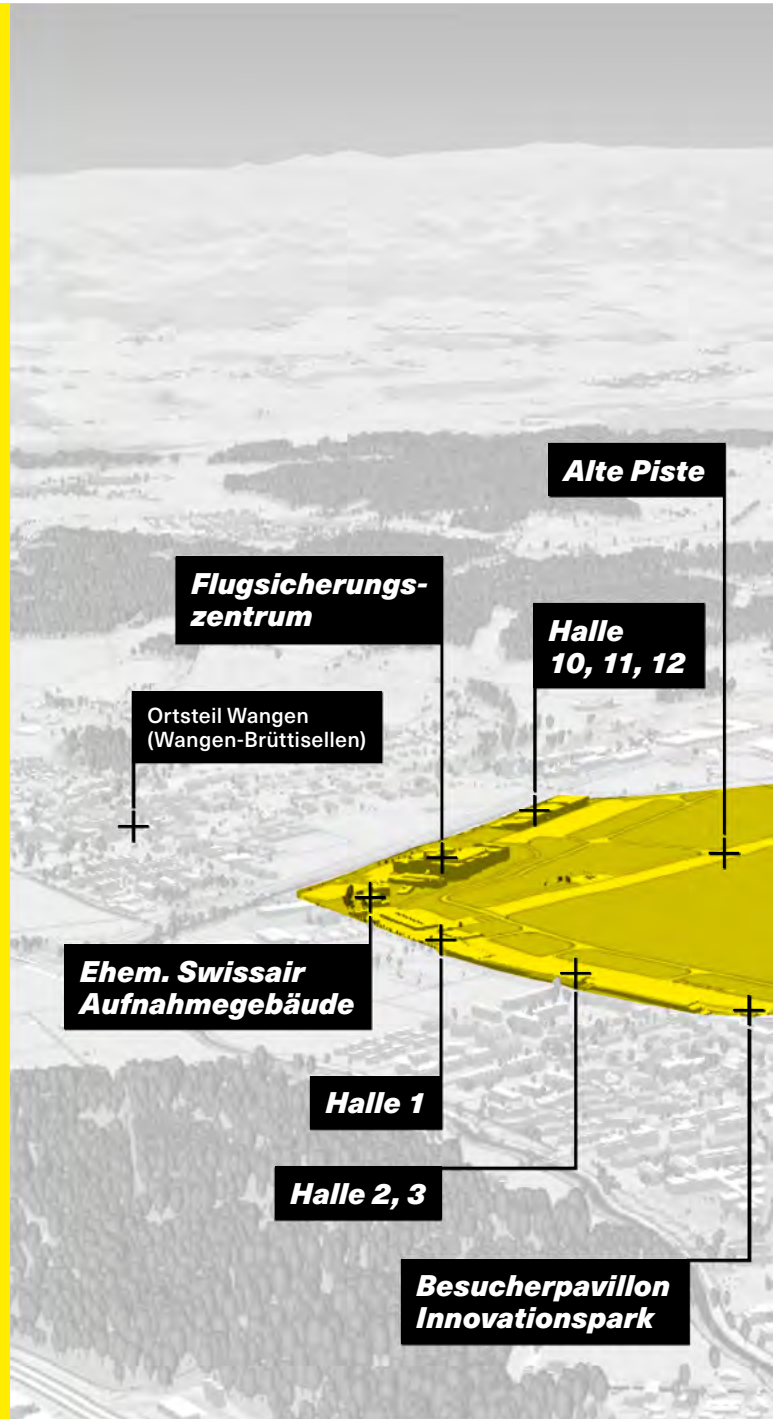 Alte Piste
Flugsicherungs-
zentrum
Halle
10, 11, 12
Ortsteil Wangen
(Wangen-Brüttisellen)
Ehem. Swissair
Aufnahmegebäude
Halle 1
Halle 2, 3
Besucherpavillon
Innovationspark